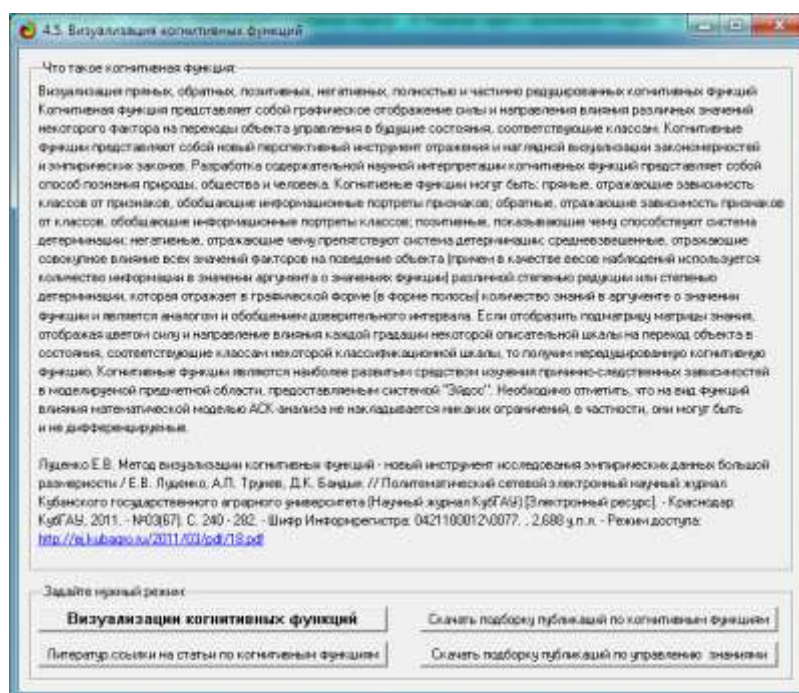 4.5. Визуализация когнитивных функций
Что такое когнитивная функция:
Визуализация прямых, обратных, позитивных, негативных, полностью и частично редуцированных когнитивных функций
Когнитивная функция представляет собой графическое отображение силы и направления влияния различных значений
некоторого фактора на переходы объекта управления в будущие состояния, соответствующие классам. Когнитивные
функции представляют собой новый перспективный инструмент отражения и наглядной визуализации закономерностей
и эмпирических законов. Разработка содержательной научной интерпретации когнитивных функций представляет собой
способ познания природы, общества и человека. Когнитивные функции могут быть: прямые, отражающие зависимость
классов от признаков, обобщающие информационные портреты признаков; обратные, отражающие зависимость признаков
от классов, обобщающие информационные портреты классов; позитивные, показывающие чему способствуют система
детерминации; негативные, отражающие чему препятствуют система детерминации; средневзвешенные, отражающие
совокупное влияние всех значений факторов на поведение объекта (причем в качестве весов наблюдений используется
количество информации в значении аргумента о значениях функции) различной степенью редукции или степенью
детерминации, которая отражает в графической форме (в форме полосы) количество знаний в аргументе о значении
функции и является аналогом и обобщением доверительного интервала. Если отобразить подматрицу матрицы знаний,
отображая цветом силу и направление влияния каждой градации некоторой описательной шкалы на переход объекта в
состояния, соответствующие классам некоторой классификационной шкалы, то получим нередуцированную когнитивную
функцию. Когнитивные функции являются наиболее развитым средством изучения причинно-следственных зависимостей
в моделируемой предметной области, предоставляемым системой "Эйдос". Необходимо отметить, что на вид функций
влияния математической моделью АСК-анализа не накладывается никаких ограничений, в частности, они могут быть
и не дифференцируемые.
Луценко Е.В. Метод визуализации когнитивных функций - новый инструмент исследования эмпирических данных большой
размерности / Е.В. Луценко, А.П. Трунев, Д.К. Бандык // Политематический сетевой электронный научный журнал
Кубанского государственного аграрного университета (Научный журнал КубГАУ) [Электронный ресурс]. - Краснодар:
КубГАУ, 2011. - №03(67). С. 240 - 282. - Шифр Информрегистра: 0421100012\0077. , 2,688 у.п.л. - Режим доступа:
http://ej.kubagro.ru/2011/03/pdf/18.pdf
Задайте нужный режим:
Визуализации когнитивных функций
Скачать подборку публикаций по когнитивным функциям
Литератур.ссылки на статьи по когнитивным функциям
Скачать подборку публикаций по управлению знаниями